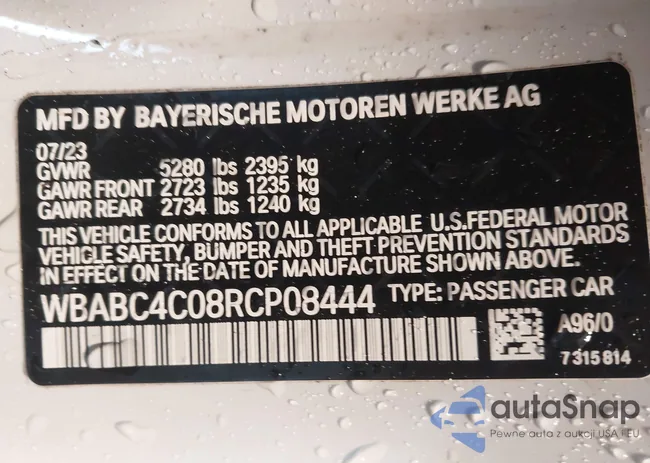 MFD BY BAYERISCHE MOTOREN WERKE AG
07/23
GVWR 5280 lbs 2395 kg
GAWR FRONT 2723 lbs 1235 kg
GAWR REAR 2734 lbs 1240 kg
THIS VEHICLE CONFORMS TO ALL APPLICABLE U.S.FEDERAL MOTOR
VEHICLE SAFETY, BUMPER AND THEFT PREVENTION STANDARDS
IN EFFECT ON THE DATE OF MANUFACTURE SHOWN ABOVE.
WBABC4C08RCP08444 TYPE: PASSENGER CAR
A96/0
7315814
autaSnap
Pewne auta z aukcji USA - EU